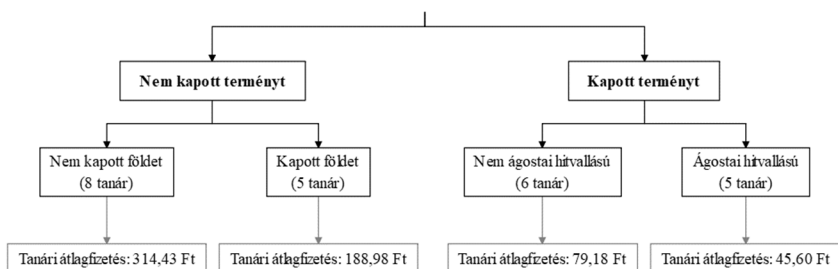 Nem kapott terményt
Kapott terményt
Nem kapott földet
(8 tanár)
Kapott földet
(5 tanár)
Nem ágostai hitvallású
(6 tanár)
Ágostai hitvallású
(5 tanár)
Tanári átlagfizetés: 314,43 Ft
Tanári átlagfizetés: 188,98 Ft
Tanári átlagfizetés: 79,18 Ft
Tanári átlagfizetés: 45,60 Ft